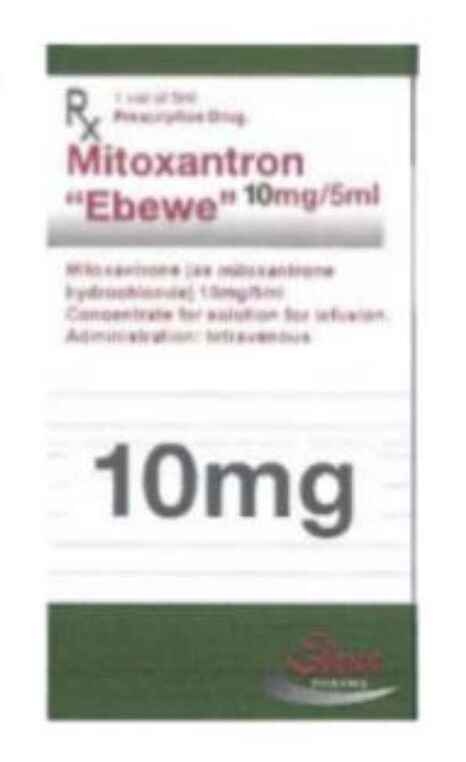 Rx
1 vial of 5ml
Prescription Drug
Mitoxantron
"Ebewe" 10mg/5ml
Mitoxantrone (as mitoxantrone
hydrochloride) 10mg/5ml
Concentrate for solution for infusion
Administration: Intravenous
10mg
PHARMA